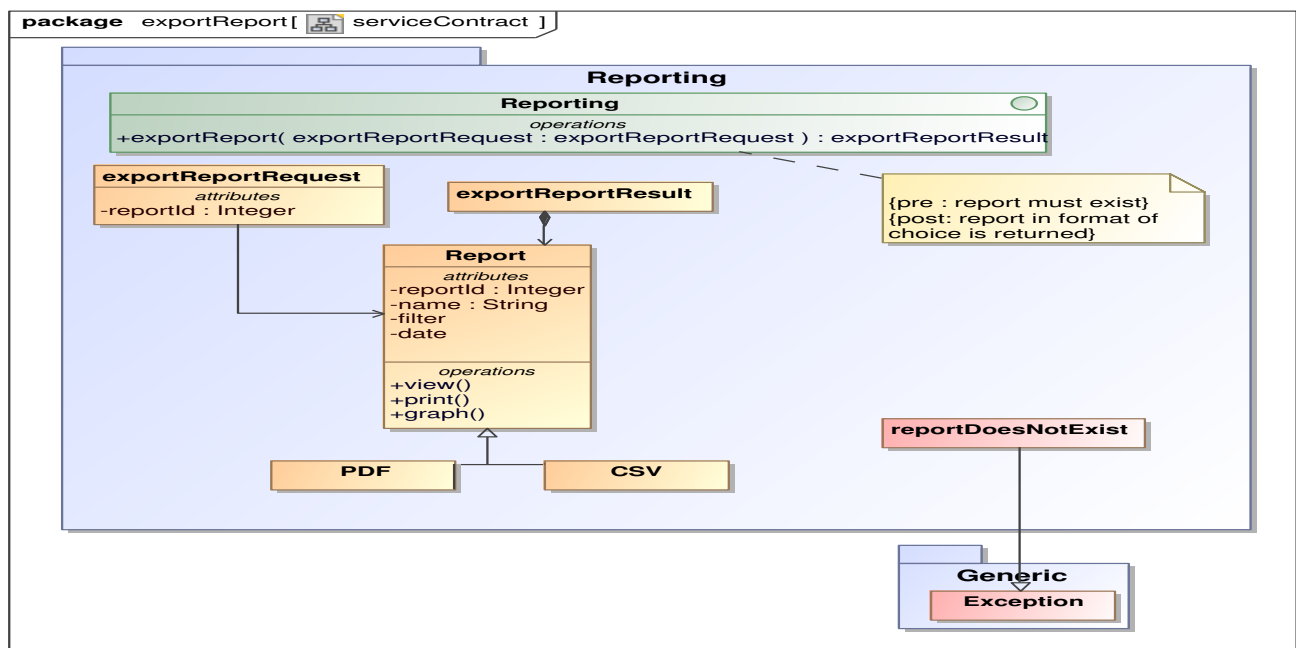 package exportReport[ serviceContract ]
Reporting
Reporting
operations
+exportReport( exportReportRequest : exportReportRequest ) : exportReportResult
exportReportRequest
attributes
-reportId : Integer
exportReportResult
{pre : report must exist}
{post: report in format of
choice is returned}
Report
attributes
-reportId : Integer
-name : String
-filter
-date
operations
+view()
+print()
+graph()
reportDoesNotExist
PDF
CSV
Generic
Exception